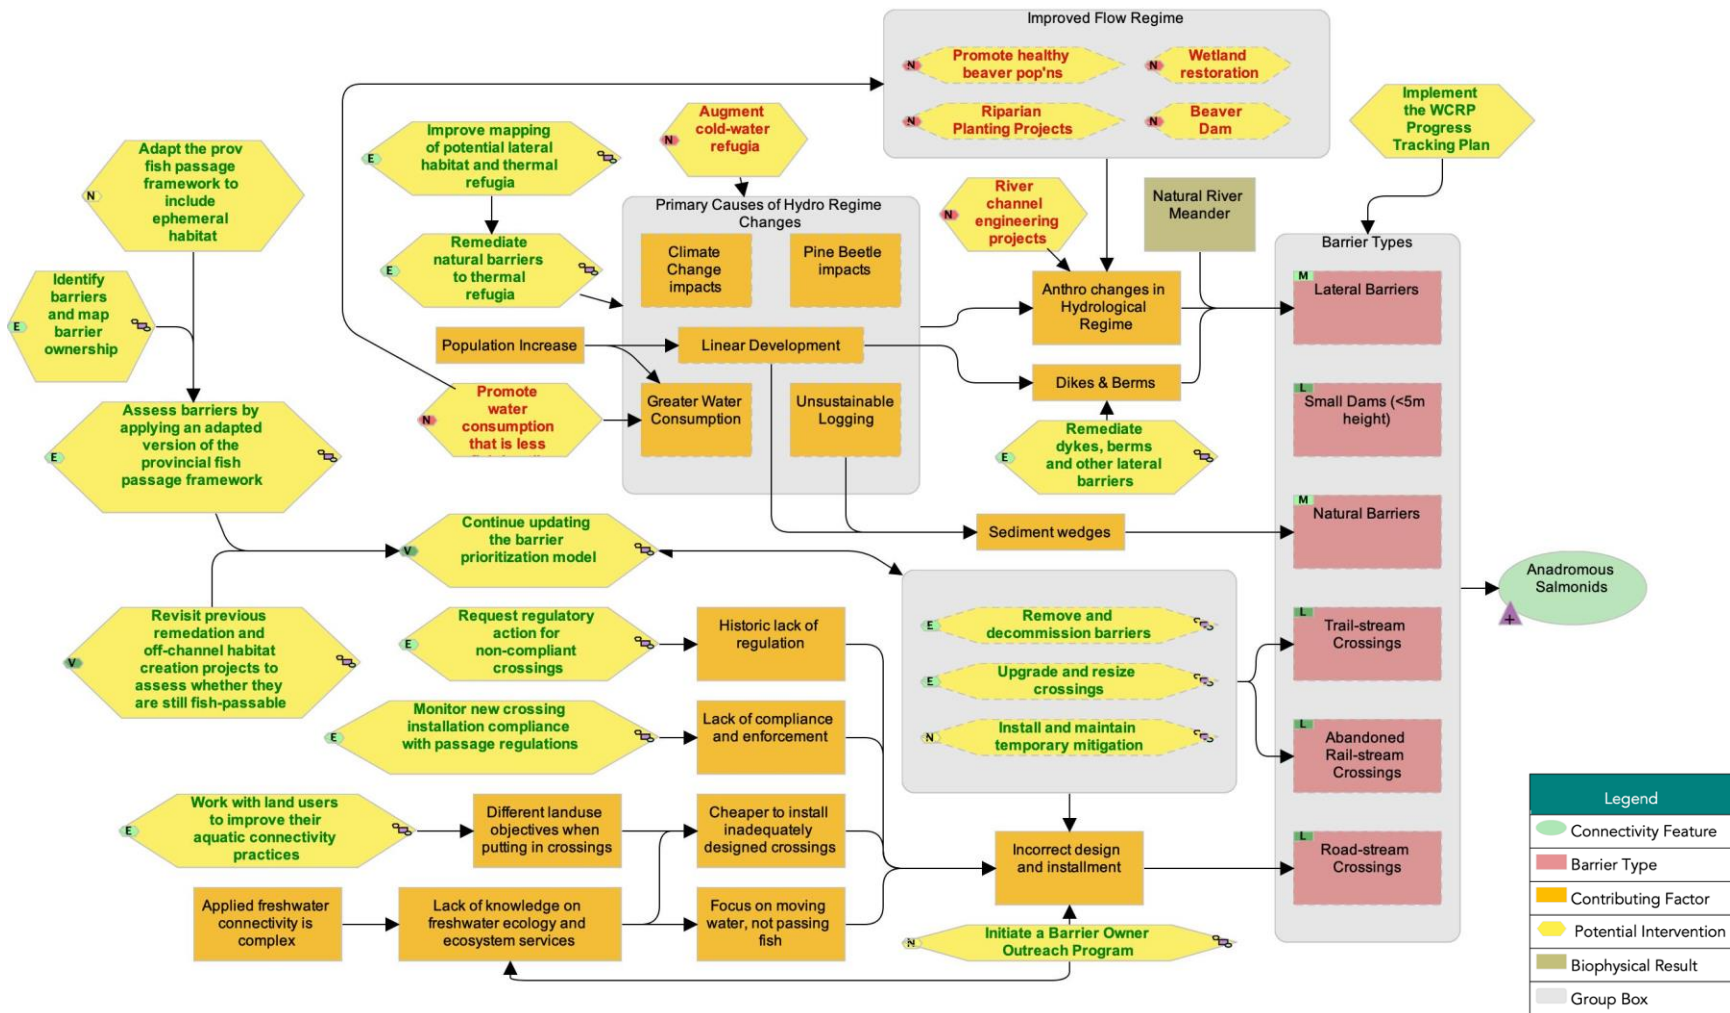 Improved Flow Regime
N
Promote healthy
beaver pop'ns
N
Wetland
restoration
N
Riparian
Planting Projects
N
Beaver
Dam
Implement
the WCRP
Progress
Tracking Plan
N
Augment
cold-water
refugia
E
Improve mapping
of potential lateral
habitat and thermal
refugia
N
Adapt the prov
fish passage
framework to
include
ephemeral
habitat
N
River
channel
engineering
projects
Natural River
Meander
Primary Causes of Hydro Regime
Changes
Climate
Change
impacts
Pine Beetle
impacts
E
Remediate
natural barriers
to thermal
refugia
Barrier Types
M
Lateral Barriers
E
Identify
barriers
and map
barrier
ownership
Anthro changes in
Hydrological
Regime
Population Increase
Linear Development
Dikes & Berms
N
Promote
water
consumption
that is less
Greater Water
Consumption
Unsustainable
Logging
L
Small Dams (<5m
height)
E
Assess barriers by
applying an adapted
version of the
provincial fish
passage framework
E
Remediate
dykes, berms
and other lateral
barriers
V
Continue updating
the barrier
prioritization model
Sediment wedges
M
Natural Barriers
Anadromous
Salmonids
+
V
Revisit previous
remedation and
off-channel habitat
creation projects to
assess whether they
are still fish-passable
E
Request regulatory
action for
non-compliant
crossings
Historic lack of
regulation
E
Remove and
decommission barriers
E
Upgrade and resize
crossings
N
Install and maintain
temporary mitigation
L
Trail-stream
Crossings
E
Monitor new crossing
installation compliance
with passage regulations
Lack of compliance
and enforcement
L
Abandoned
Rail-stream
Crossings
E
Work with land users
to improve their
aquatic connectivity
practices
Different landuse
objectives when
putting in crossings
Cheaper to install
inadequately
designed crossings
Incorrect design
and installment
L
Road-stream
Crossings
Applied freshwater
connectivity is
complex
Lack of knowledge on
freshwater ecology and
ecosystem services
Focus on moving
water, not passing
fish
N
Initiate a Barrier Owner
Outreach Program
Legend
Connectivity Feature
Barrier Type
Contributing Factor
Potential Intervention
Biophysical Result
Group Box